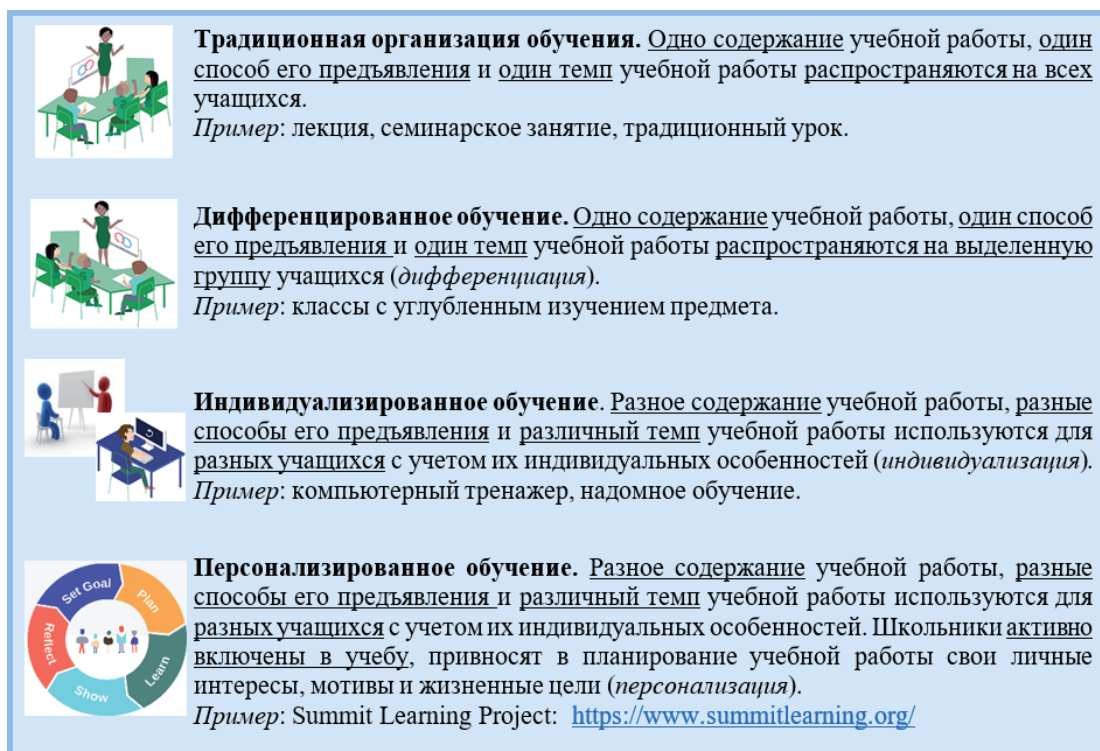 Традиционная организация обучения. Одно содержание учебной работы, один
способ его предъявления и один темп учебной работы распространяются на всех
учащихся.
Пример: лекция, семинарское занятие, традиционный урок.
Дифференцированное обучение. Одно содержание учебной работы, один способ
его предъявления и один темп учебной работы распространяются на выделенную
группу учащихся (дифференциация).
Пример: классы с углубленным изучением предмета.
Индивидуализированное обучение. Разное содержание учебной работы, разные
способы его предъявления и различный темп учебной работы используются для
разных учащихся с учетом их индивидуальных особенностей (индивидуализация).
Пример: компьютерный тренажер, надомное обучение.
Set Goal
Plan
Learn
Show
Reflect
Персонализированное обучение. Разное содержание учебной работы, разные
способы его предъявления и различный темп учебной работы используются для
разных учащихся с учетом их индивидуальных особенностей. Школьники активно
включены в учебу, привносят в планирование учебной работы свои личные
интересы, мотивы и жизненные цели (персонализация).
Пример: Summit Learning Project: https://www.summitlearning.org/